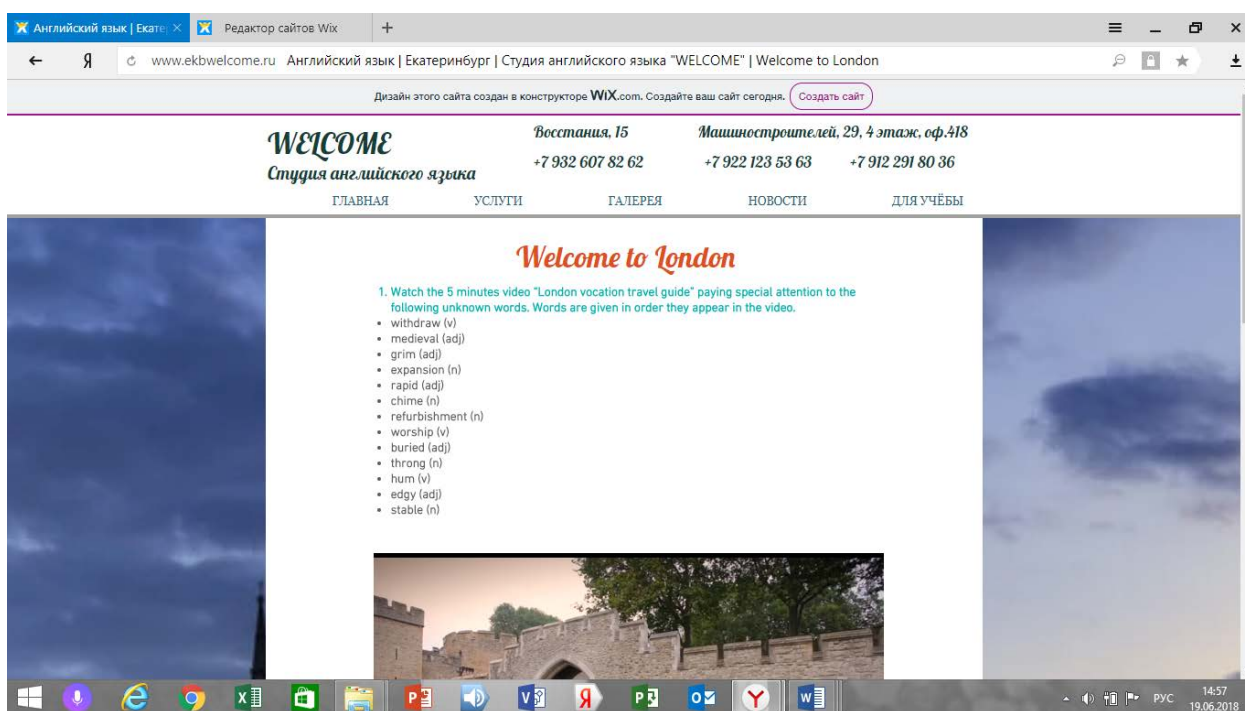 Английский язык | Екатер
Редактор сайтов Wix
Я
www.ekbwelcome.ru Английский язык | Екатеринбург | Студия английского языка "WELCOME" | Welcome to London
Дизайн этого сайта создан в конструкторе WiX.com. Создайте ваш сайт сегодня. Создать сайт
WELCOME
Студия английского языка
Восстания, 15
Машиностроителей, 29, 4 этаж, оф.418
+7 932 607 82 62
+7 922 123 53 63
+7 912 291 80 36
ГЛАВНАЯ УСЛУГИ ГАЛЕРЕЯ НОВОСТИ ДЛЯ УЧЁБЫ
Welcome to London
1. Watch the 5 minutes video "London vocation travel guide" paying special attention to the
following unknown words. Words are given in order they appear in the video.
• withdraw (v)
• medieval (adj)
• grim (adj)
• expansion (n)
• rapid (adj)
• chime (n)
• refurbishment (n)
• worship (v)
• buried (adj)
• throng (n)
• hum (v)
• edgy (adj)
• stable (n)
РУС
14:57
19.06.2018